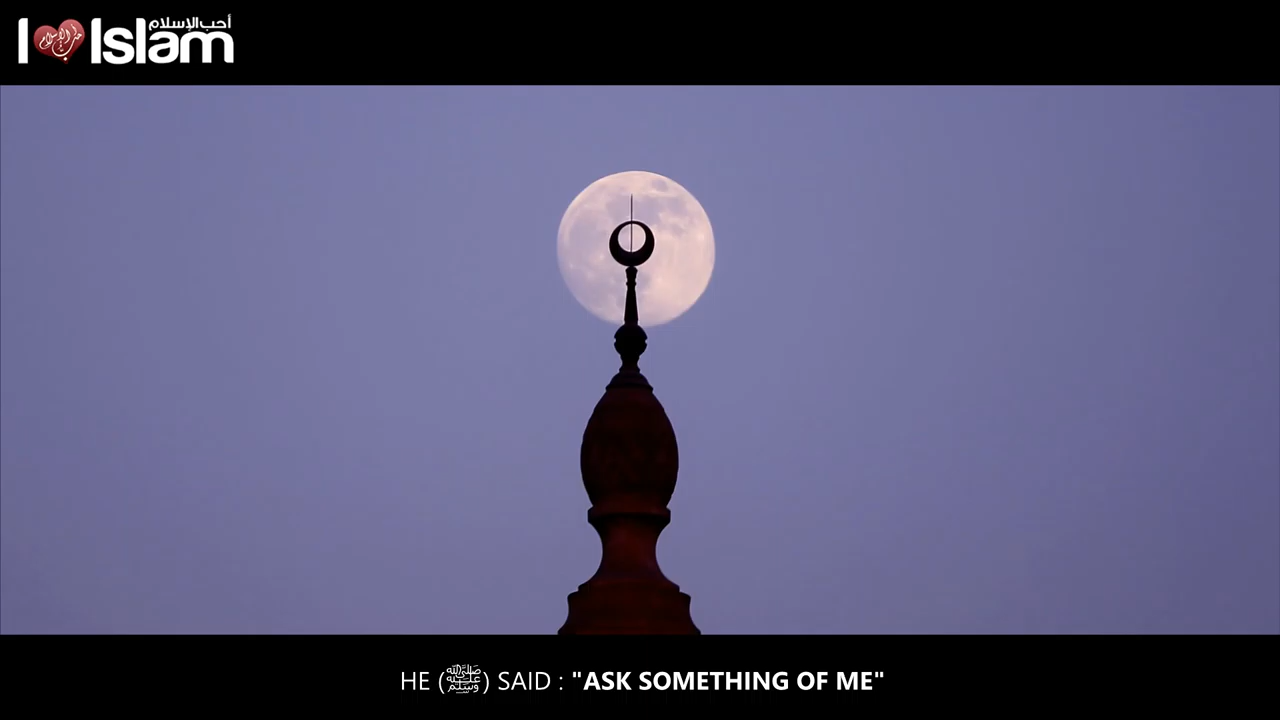 أحب الإسلام
I Islam
HE (ﷺ) SAID : "ASK SOMETHING OF ME"